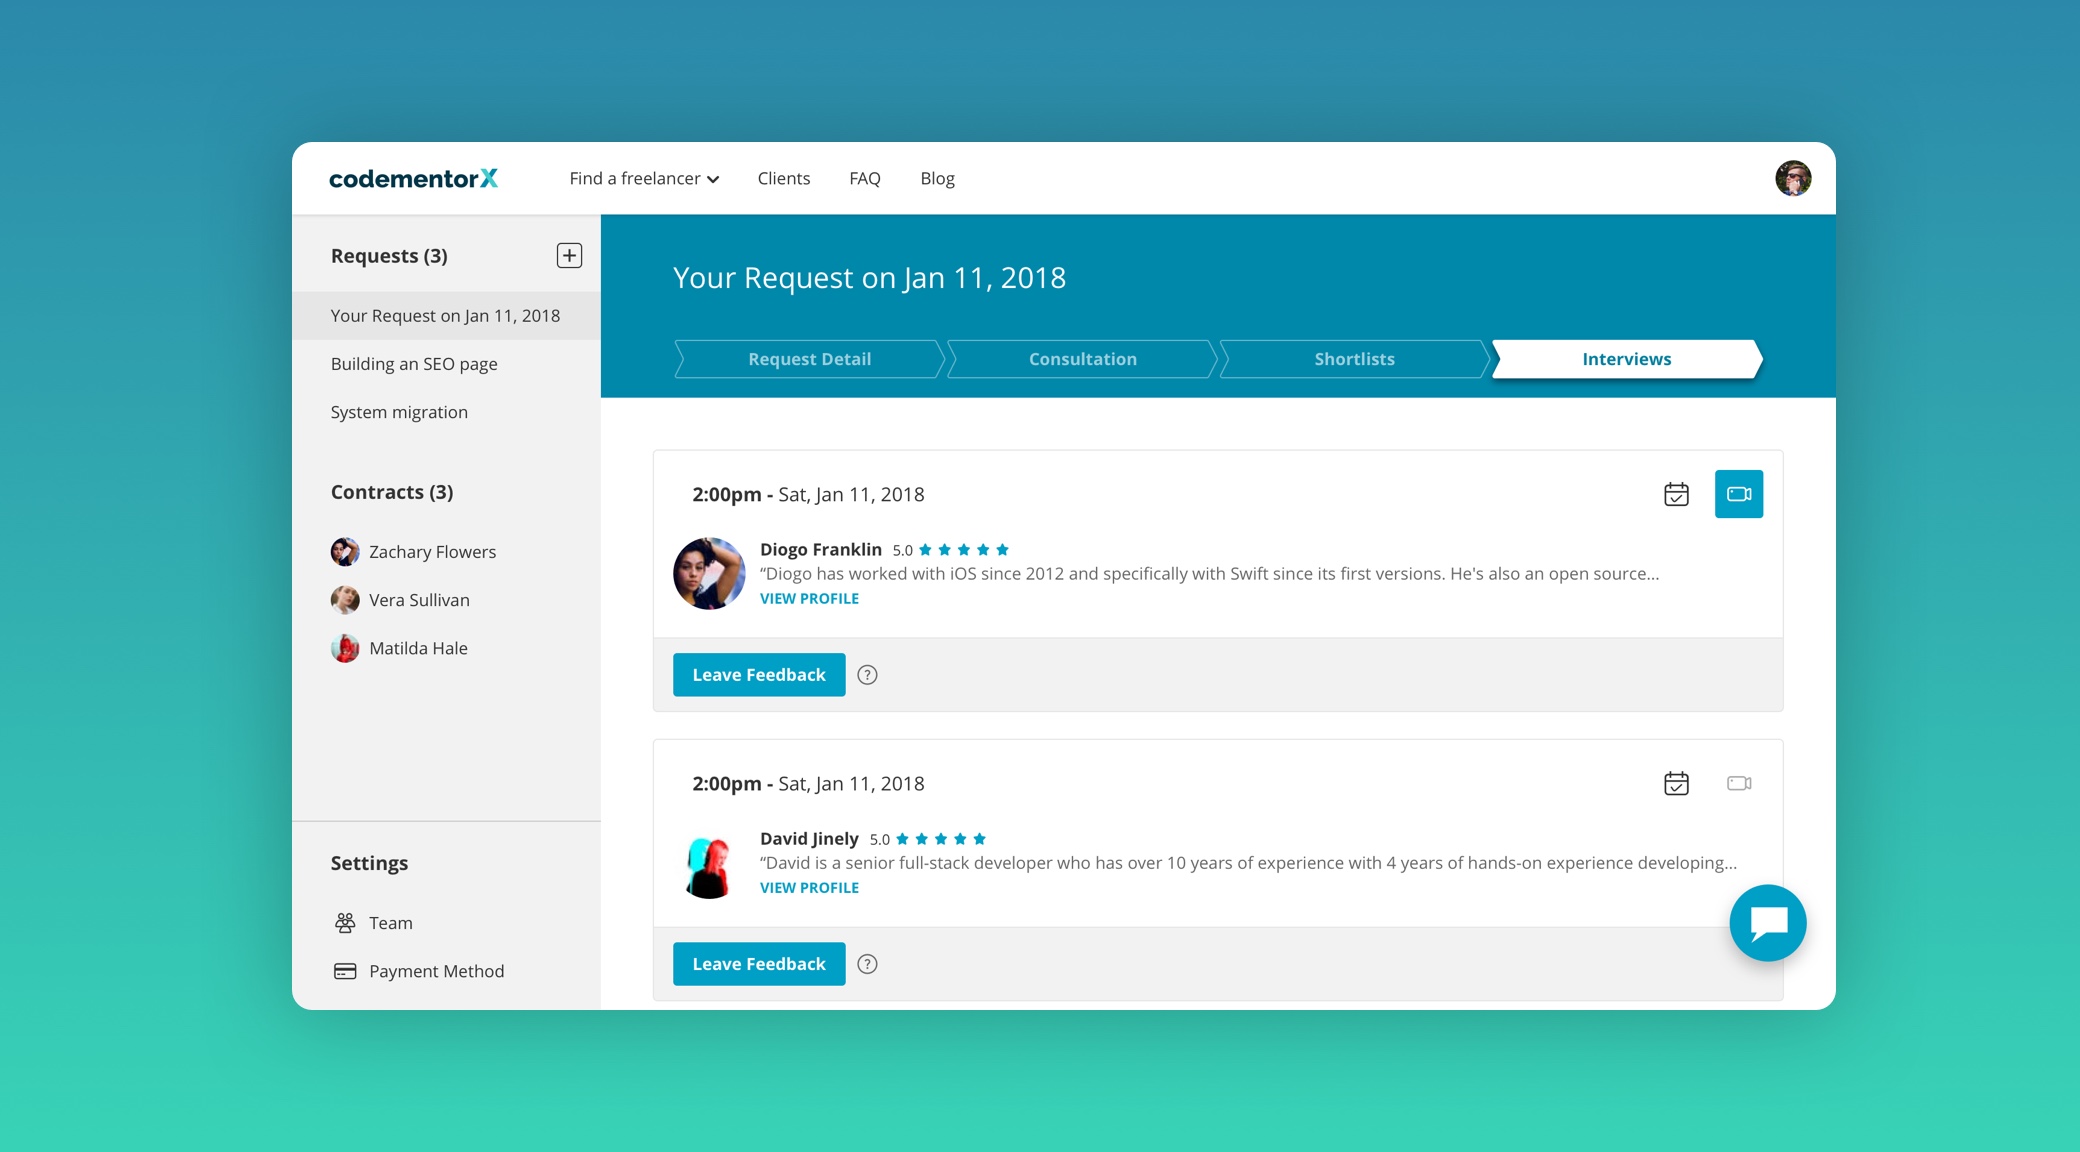 codementorX
Find a freelancer
Clients
FAQ
Blog
Requests (3)
Your Request on Jan 11, 2018
Building an SEO page
System migration
Contracts (3)
Zachary Flowers
Vera Sullivan
Matilda Hale
Settings
Team
Payment Method
Your Request on Jan 11, 2018
Request Detail
Consultation
Shortlists
Interviews
2:00pm - Sat, Jan 11, 2018
Diogo Franklin 5.0
“Diogo has worked with iOS since 2012 and specifically with Swift since its first versions. He's also an open source...
VIEW PROFILE
Leave Feedback ?
2:00pm - Sat, Jan 11, 2018
David Jinely 5.0
“David is a senior full-stack developer who has over 10 years of experience with 4 years of hands-on experience developing...
VIEW PROFILE
Leave Feedback ?